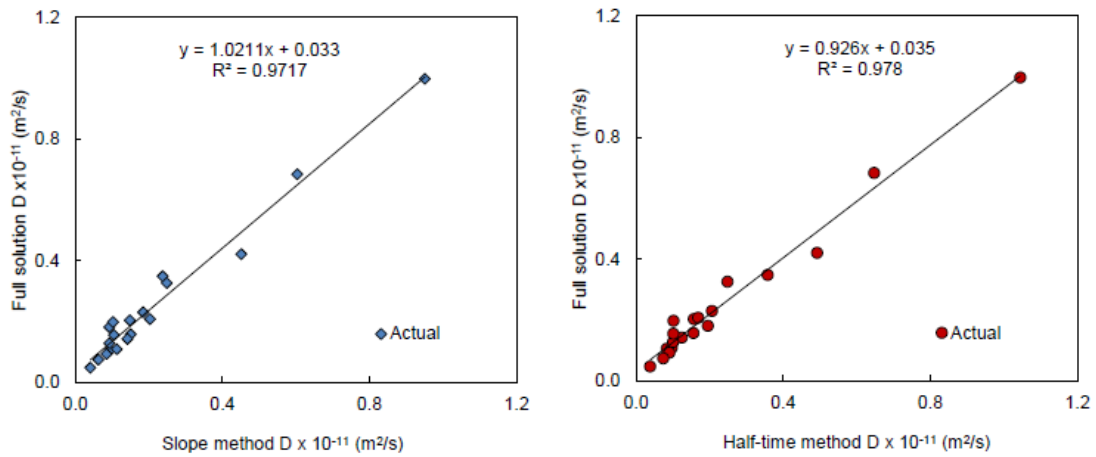 1.2
0.8
0.4
0.0
Full solution D x10⁻¹¹ (m²/s)
y = 1.0211x + 0.033
R² = 0.9717
Actual
0.0 0.4 0.8 1.2
Slope method D x 10⁻¹¹ (m²/s)
1.2
0.8
0.4
0.0
Full solution D x10⁻¹¹ (m²/s)
y = 0.926x + 0.035
R² = 0.978
Actual
0.0 0.4 0.8 1.2
Half-time method D x 10⁻¹¹ (m²/s)